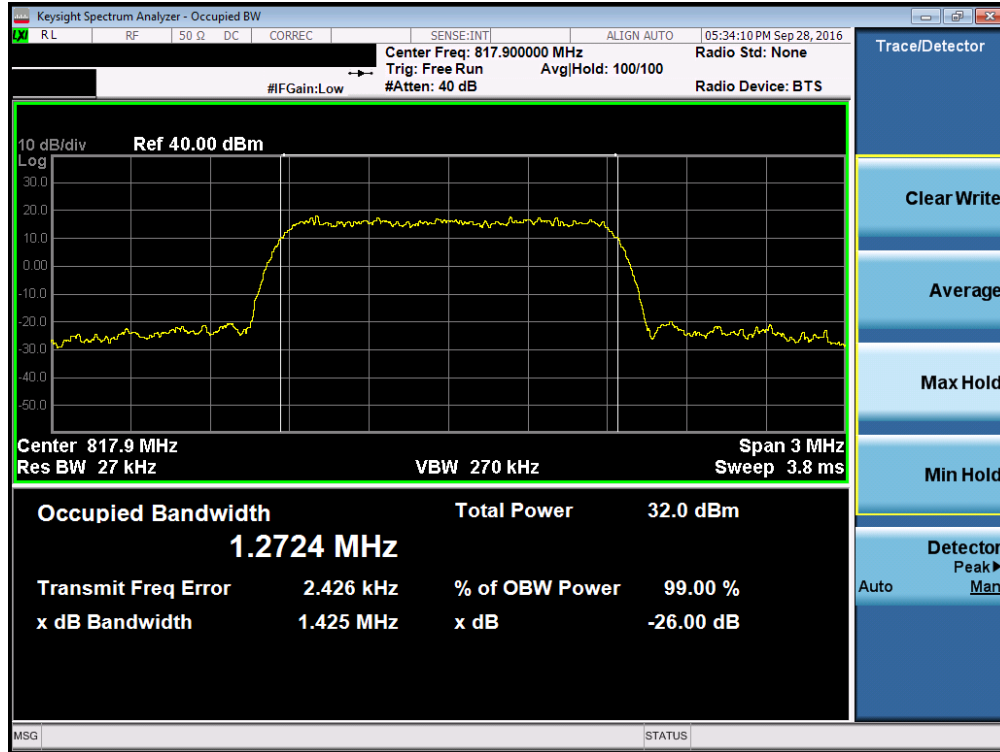 Keysight Spectrum Analyzer - Occupied BW
LXI RL RF 50 Ω DC CORREC SENSE:INT ALIGN AUTO 05:34:10 PM Sep 28, 2016
Center Freq: 817.900000 MHz Radio Std: None
Trig: Free Run Avg|Hold: 100/100
#IFGain:Low #Atten: 40 dB Radio Device: BTS
10 dB/div Ref 40.00 dBm
Log
30.0
20.0
10.0
0.00
-10.0
-20.0
-30.0
-40.0
-50.0
Center 817.9 MHz Span 3 MHz
Res BW 27 kHz VBW 270 kHz Sweep 3.8 ms
Occupied Bandwidth Total Power 32.0 dBm
1.2724 MHz
Transmit Freq Error 2.426 kHz % of OBW Power 99.00 %
x dB Bandwidth 1.425 MHz x dB -26.00 dB
MSG STATUS
Trace/Detector
Clear Write
Average
Max Hold
Min Hold
Detector
Peak▶
Auto Man